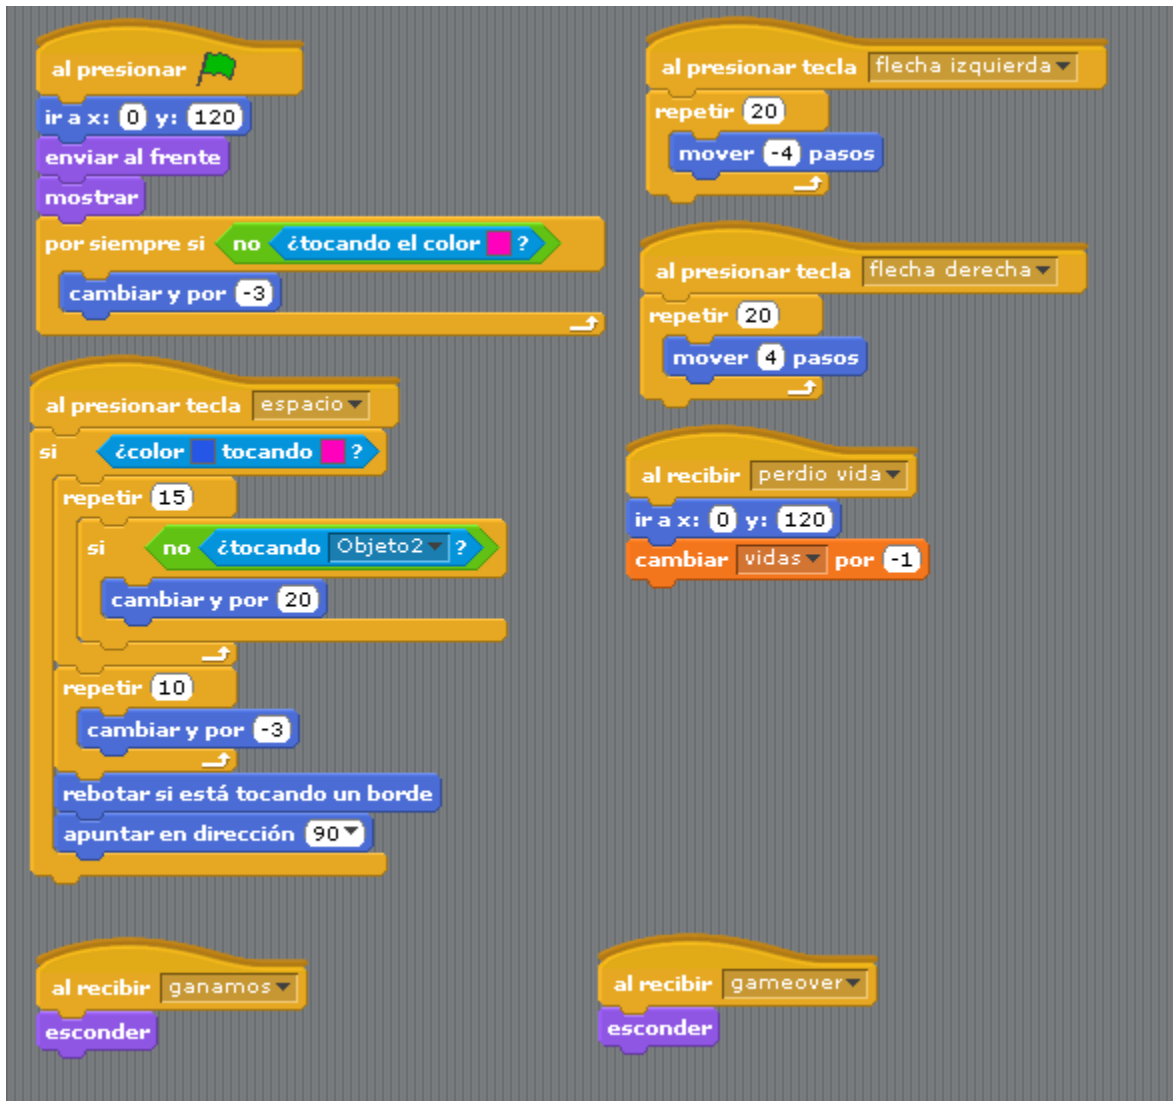 al presionar
ir a x: 0 y: 120
enviar al frente
mostrar
por siempre si no ¿tocando el color ?
cambiar y por -3
al presionar tecla espacio
si ¿color tocando ?
repetir 15
si no ¿tocando Objeto2 ?
cambiar y por 20
repetir 10
cambiar y por -3
rebotar si está tocando un borde
apuntar en dirección 90
al recibir ganamos
esconder
al presionar tecla flecha izquierda
repetir 20
mover -4 pasos
al presionar tecla flecha derecha
repetir 20
mover 4 pasos
al recibir perdio vida
ir a x: 0 y: 120
cambiar vidas por -1
al recibir gameover
esconder